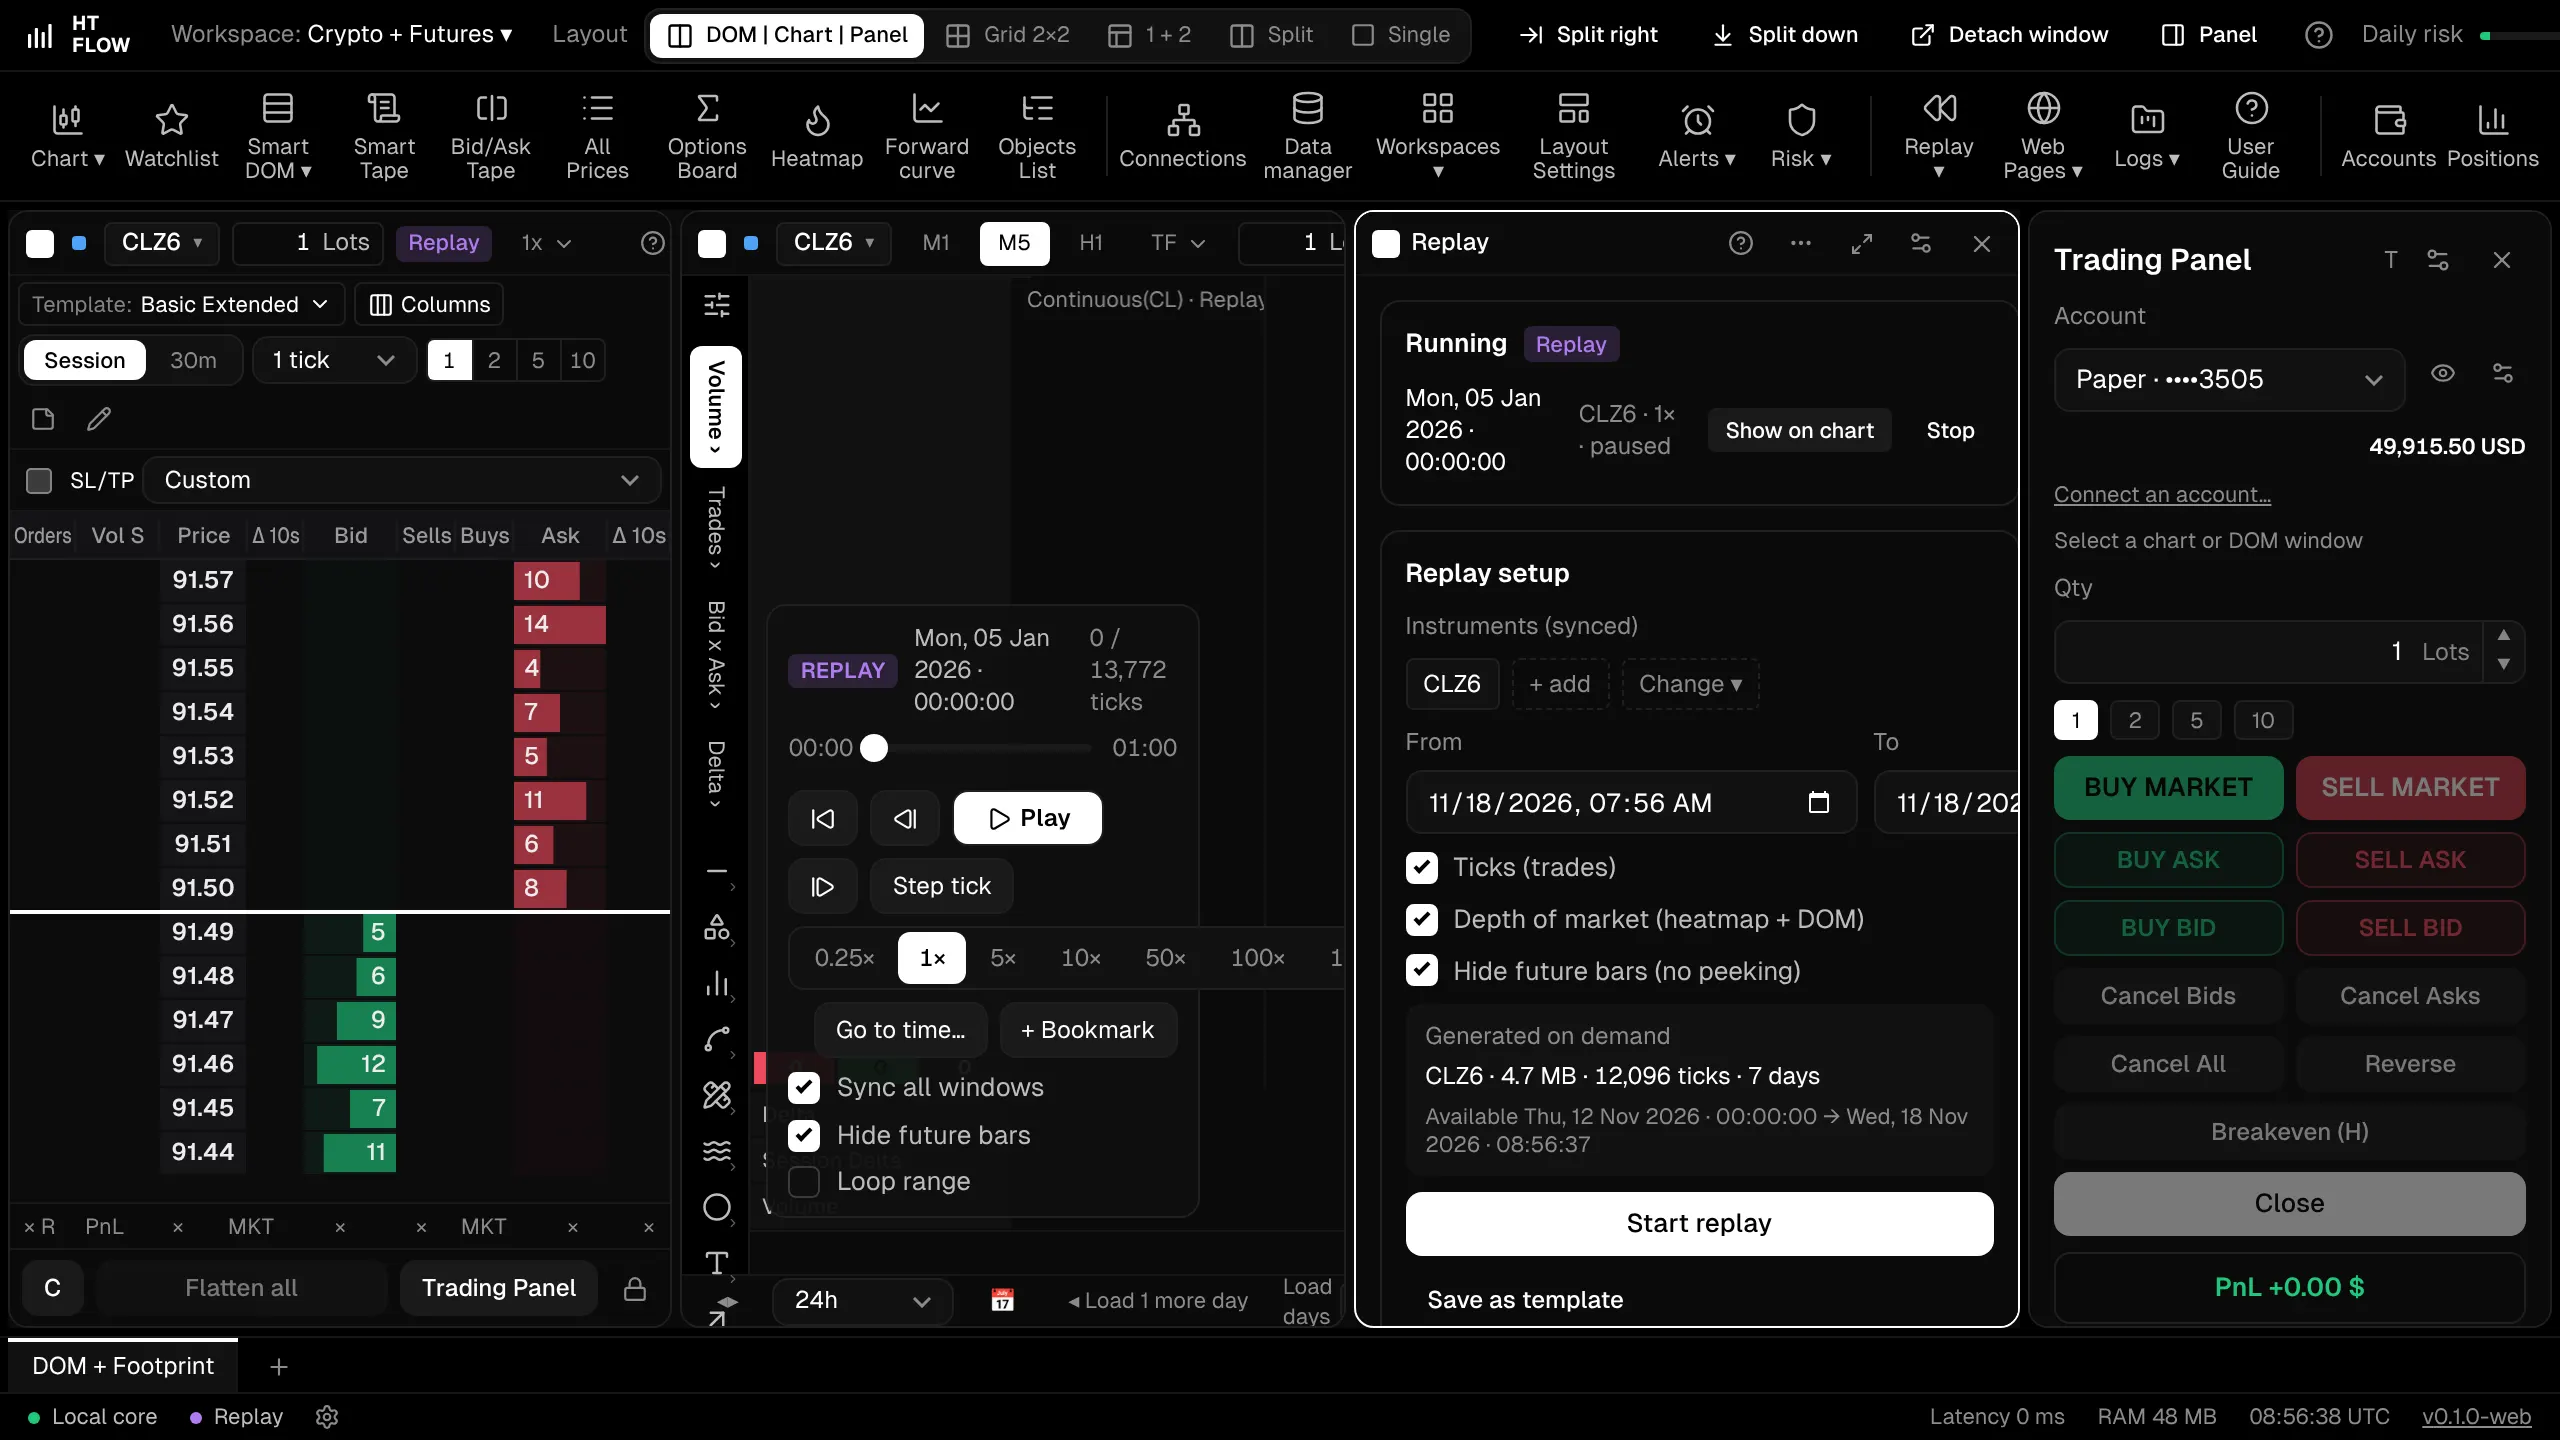 HT FLOW
Workspace: Crypto + Futures ▾
Layout
DOM | Chart | Panel
Grid 2×2
1 + 2
Split
Single
Split right
Split down
Detach window
Panel
Daily risk
Chart ▾
Watchlist
Smart DOM ▾
Smart Tape
Bid/Ask Tape
All Prices
Options Board
Heatmap
Forward curve
Objects List
Connections
Data manager
Workspaces ▾
Layout Settings
Alerts ▾
Risk ▾
Replay ▾
Web Pages ▾
Logs ▾
User Guide
Accounts
Positions
CLZ6 ▾
1 Lots
Replay
1x
Template: Basic Extended
Columns
Session
30m
1 tick
1 2 5 10
SL/TP
Custom
Orders Vol S Price Δ 10s Bid Sells Buys Ask Δ 10s
91.57 10
91.56 14
91.55 4
91.54 7
91.53 5
91.52 11
91.51 6
91.50 8
91.49 5
91.48 6
91.47 9
91.46 12
91.45 7
91.44 11
× R PnL × MKT × × MKT × ×
C
Flatten all
Trading Panel
CLZ6 ▾
M1
M5
H1
TF
1 L
Continuous(CL) · Replay
Volume ›
Trades ›
Bid x Ask ›
Delta ›
REPLAY
Mon, 05 Jan
2026 ·
00:00:00
0 /
13,772
ticks
00:00
01:00
Play
Step tick
0.25× 1× 5× 10× 50× 100× 1
Go to time…
+ Bookmark
Sync all windows
Delta
Hide future bars
Session Delta
Loop range
Volume
24h
◂ Load 1 more day
Load
days
Replay
Running
Replay
Mon, 05 Jan
2026 ·
00:00:00
CLZ6 · 1×
· paused
Show on chart
Stop
Replay setup
Instruments (synced)
CLZ6
+ add
Change ▾
From
To
11/18/2026, 07:56 AM
11/18/202
Ticks (trades)
Depth of market (heatmap + DOM)
Hide future bars (no peeking)
Generated on demand
CLZ6 · 4.7 MB · 12,096 ticks · 7 days
Available Thu, 12 Nov 2026 · 00:00:00 → Wed, 18 Nov
2026 · 08:56:37
Start replay
Save as template
Trading Panel
T
Account
Paper · ••••3505
49,915.50 USD
Connect an account…
Select a chart or DOM window
Qty
1 Lots
1 2 5 10
BUY MARKET
SELL MARKET
BUY ASK
SELL ASK
BUY BID
SELL BID
Cancel Bids
Cancel Asks
Cancel All
Reverse
Breakeven (H)
Close
PnL +0.00 $
DOM + Footprint
+
Local core
Replay
Latency 0 ms
RAM 48 MB
08:56:38 UTC
v0.1.0-web